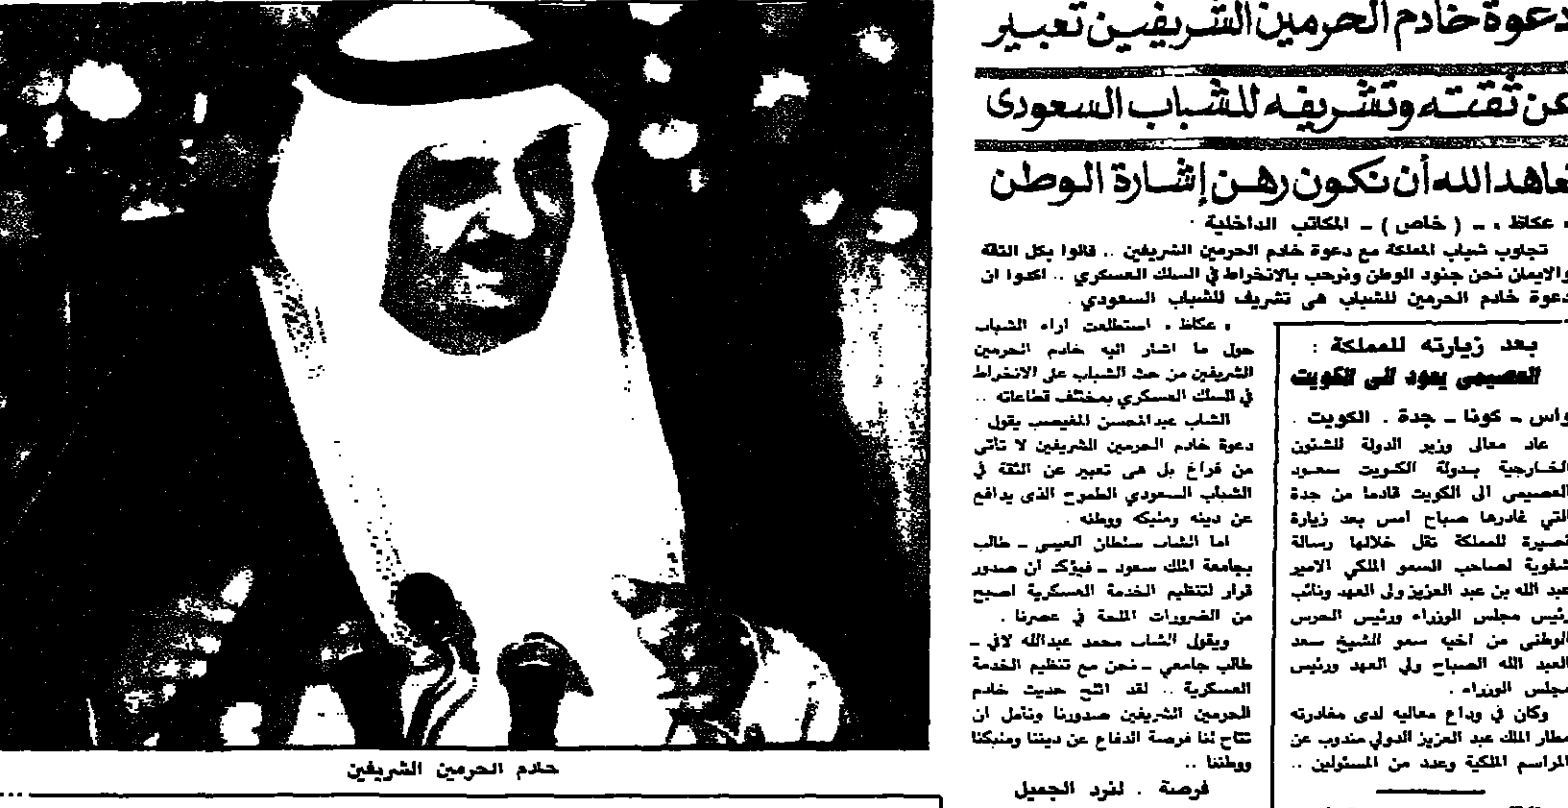 دعوة خادم الحرمين الشريفين تعبير
عن ثقته وتشريفه للشباب السعودى
نعاهد الله أن نكون رهن إشارة الوطن
« عكاظ » – ( خاص ) – المكاتب الداخلية
تجاوب شباب المملكة مع دعوة خادم الحرمين الشريفين .. قالوا بكل الثقة
والايمان نحن جنود الوطن ونرحب بالانخراط في السلك العسكري .. اكدوا ان
دعوة خادم الحرمين للشباب هى تشريف للشباب السعودي .
« عكاظ » استطلعت اراء الشباب
حول ما اشار اليه خادم الحرمين
الشريفين من حث الشباب على الانخراط
في السلك العسكري بمختلف قطاعاته ..
الشاب عبدالمحسن المغيصب يقول :
دعوة خادم الحرمين الشريفين لا تأتى
من فراغ بل هى تعبير عن الثقة في
الشباب السعودي الطموح الذى يدافع
عن دينه ومليكه ووطنه .
اما الشاب سلطان العيسى – طالب
بجامعة الملك سعود – فيؤكد ان صدور
قرار لتنظيم الخدمة العسكرية اصبح
من الضرورات الملحة في عصرنا .
ويقول الشاب محمد عبدالله لافي –
طالب جامعي – نحن مع تنظيم الخدمة
العسكرية .. لقد اثلج حديث خادم
الحرمين الشريفين صدورنا ونأمل ان
تتاح لنا فرصة الدفاع عن ديننا ومليكنا
ووطننا ..
فرصة . لنرد الجميل
بعد زيارته للمملكة :
العصيمى يعود الى الكويت
واس – كونا – جدة . الكويت .
عاد معالى وزير الدولة للشئون
الخارجية بدولة الكويت سعود
العصيمى الى الكويت قادما من جدة
التي غادرها صباح امس بعد زيارة
قصيرة للمملكة نقل خلالها رسالة
شفوية لصاحب السمو الملكي الامير
عبد الله بن عبد العزيز ولى العهد ونائب
رئيس مجلس الوزراء ورئيس الحرس
الوطنى من اخيه سمو الشيخ سعد
العبد الله الصباح ولي العهد ورئيس
مجلس الوزراء .
وكان في وداع معاليه لدى مغادرته
مطار الملك عبد العزيز الدولي مندوب عن
المراسم الملكية وعدد من المسئولين ..
خادم الحرمين الشريفين